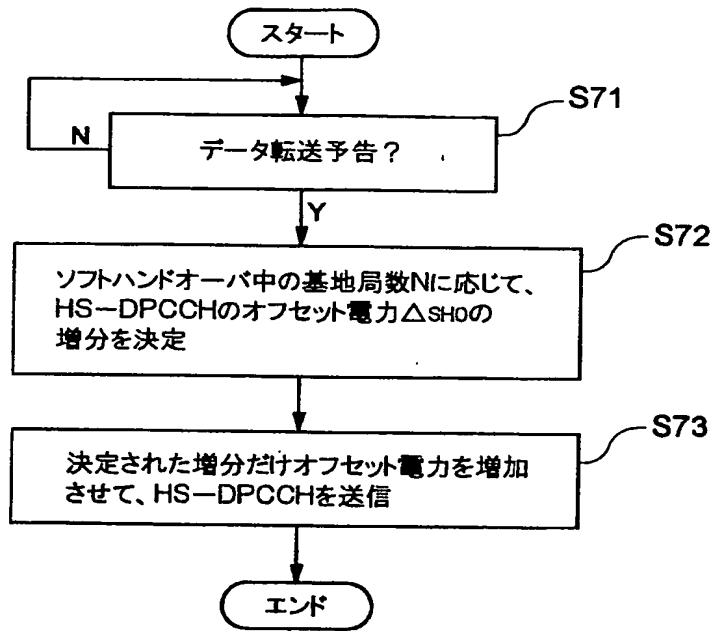 スタート
S71
N
データ転送予告？
Y
S72
ソフトハンドオーバ中の基地局数Nに応じて、
HS－DPCCHのオフセット電力△SHOの
増分を決定
S73
決定された増分だけオフセット電力を増加
させて、HS－DPCCHを送信
エンド